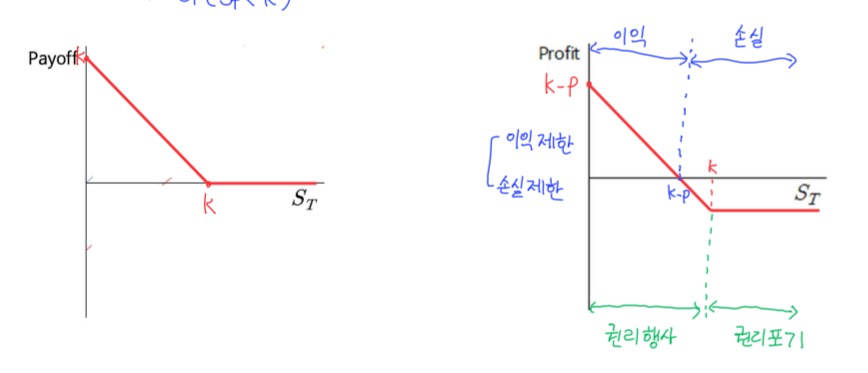 Payoff K
K
S_T
이익 손실
Profit
K-P
이익 제한
손실제한
K
K-P
S_T
권리행사 권리포기